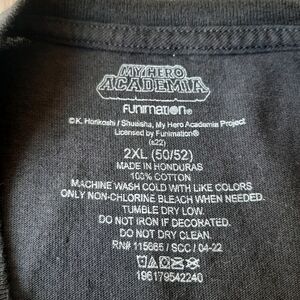 MY HERO
ACADEMIA
FUNIMATION®
©K. Horikoshi / Shueisha, My Hero Academia Project
Licensed by Funimation®
(s22)
2XL (50/52)
MADE IN HONDURAS
100% COTTON
MACHINE WASH COLD WITH LIKE COLORS
ONLY NON-CHLORINE BLEACH WHEN NEEDED.
TUMBLE DRY LOW.
DO NOT IRON IF DECORATED.
DO NOT DRY CLEAN.
RN# 115665 / SCC / 04-22
196179542240